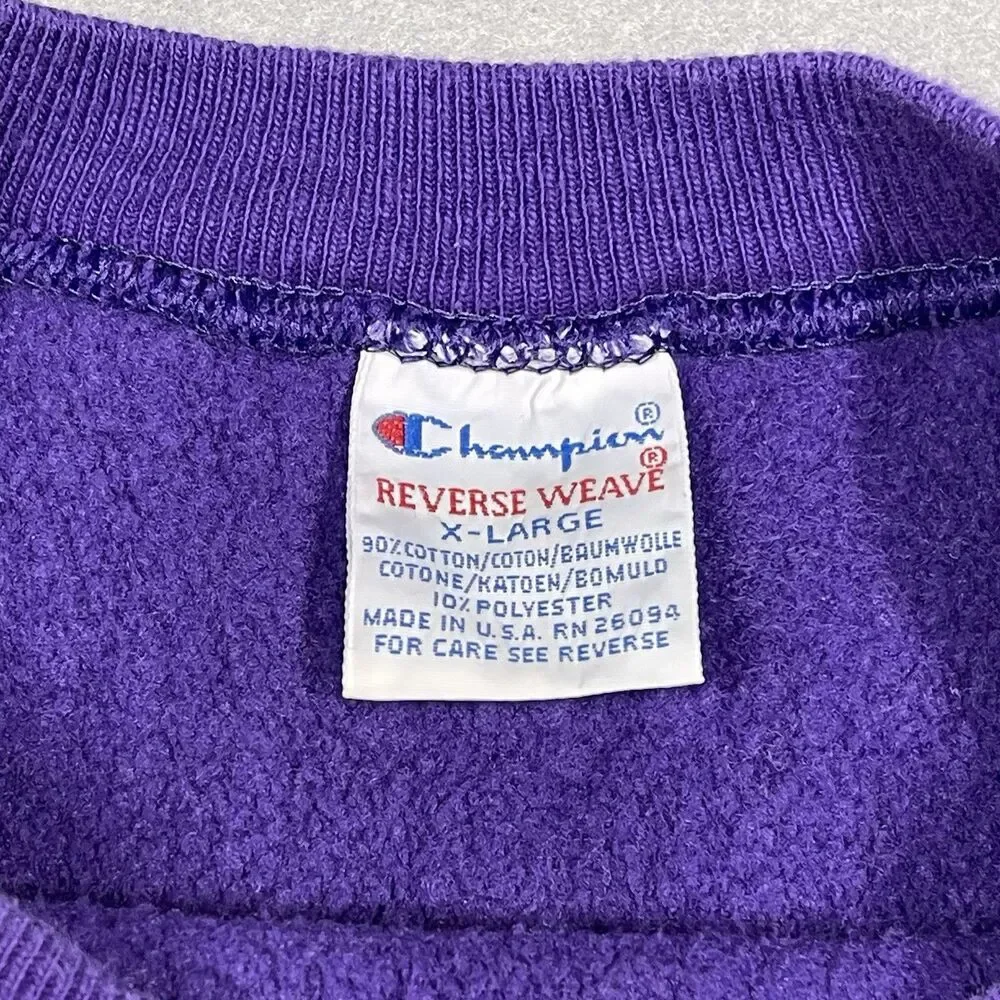 Champion®
REVERSE WEAVE®
X-LARGE
90% COTTON/COTON/BAUMWOLLE
COTONE/KATOEN/BOMULD
10% POLYESTER
MADE IN U.S.A. RN 26094
FOR CARE SEE REVERSE